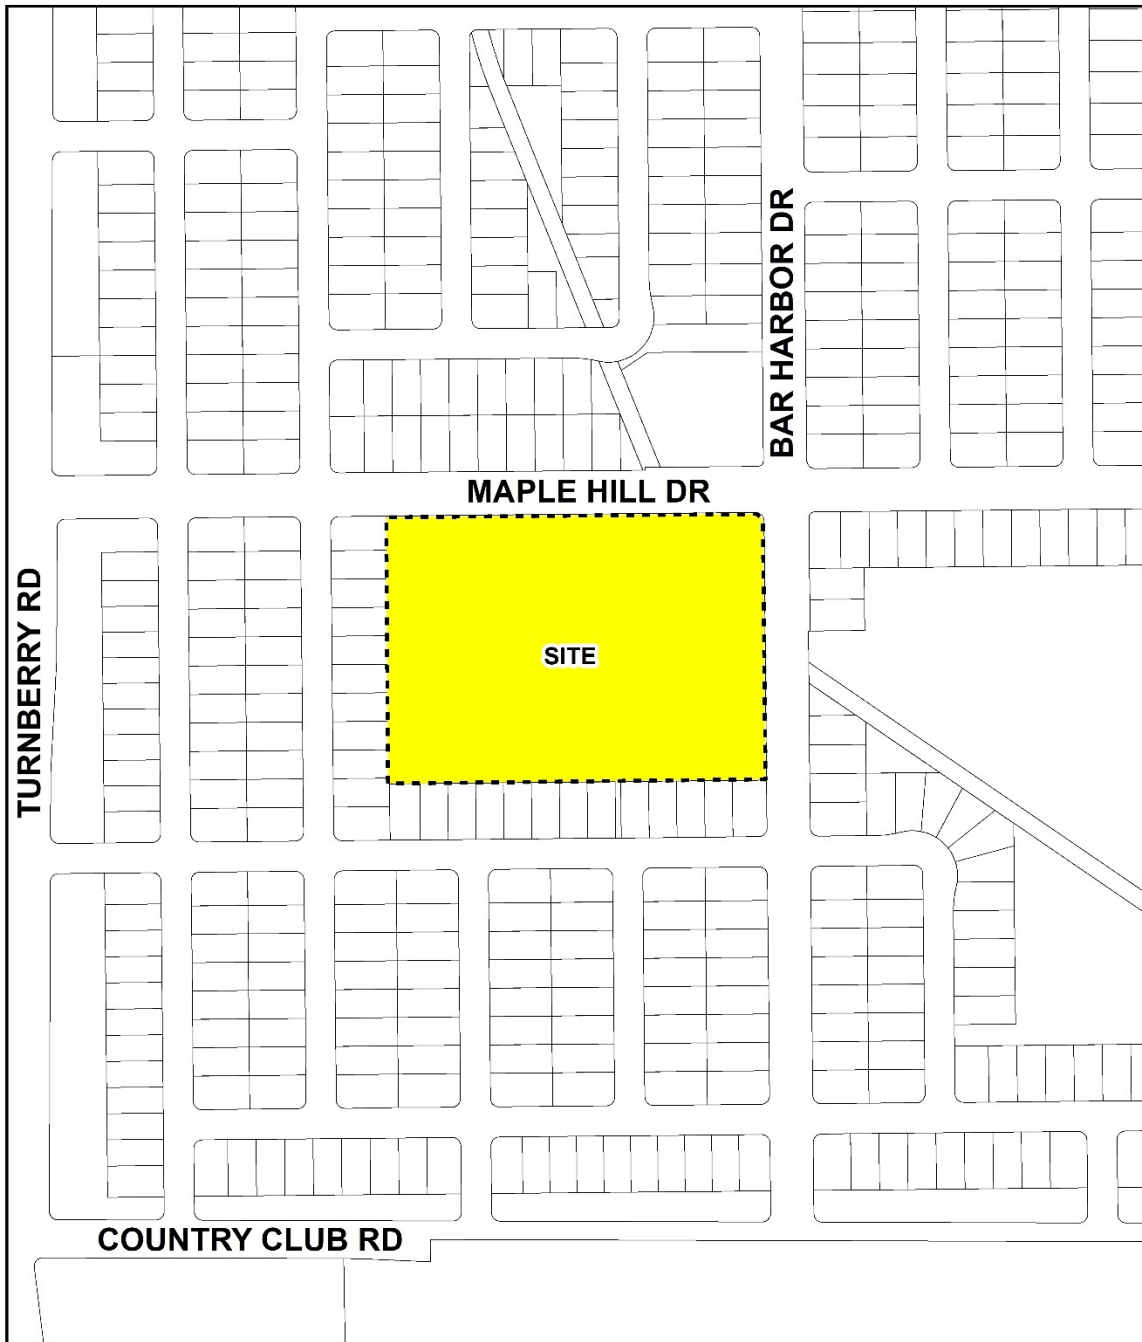 BAR HARBOR DR
MAPLE HILL DR
TURNBERRY RD
SITE
COUNTRY CLUB RD